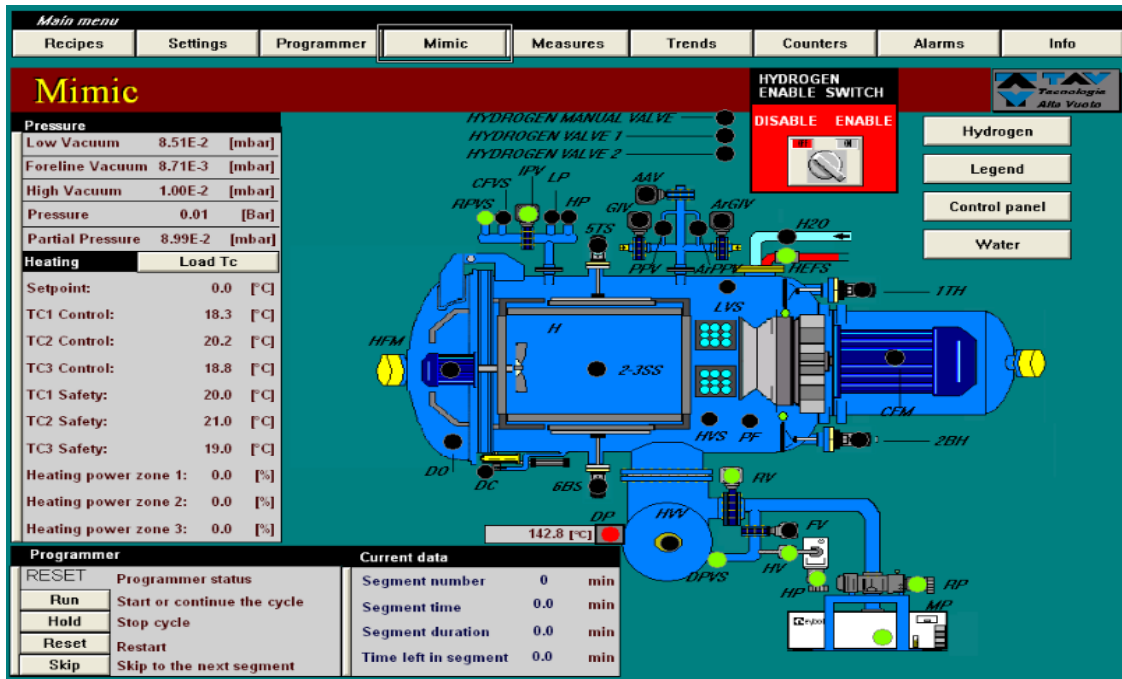 Main menu
Recipes Settings Programmer Mimic Measures Trends Counters Alarms Info
Mimic
HYDROGEN
ENABLE SWITCH
DISABLE ENABLE
OFF ON
TAV
Tecnologie
Alto Vuoto
Hydrogen
Legend
Control panel
Water
Pressure
Low Vacuum 8.51E-2 [mbar]
Foreline Vacuum 8.71E-3 [mbar]
High Vacuum 1.00E-2 [mbar]
Pressure 0.01 [Bar]
Partial Pressure 8.99E-2 [mbar]
Heating Load Tc
Setpoint: 0.0 [°C]
TC1 Control: 18.3 [°C]
TC2 Control: 20.2 [°C]
TC3 Control: 18.8 [°C]
TC1 Safety: 20.0 [°C]
TC2 Safety: 21.0 [°C]
TC3 Safety: 19.0 [°C]
Heating power zone 1: 0.0 [%]
Heating power zone 2: 0.0 [%]
Heating power zone 3: 0.0 [%]
HYDROGEN MANUAL VALVE
HYDROGEN VALVE 1
HYDROGEN VALVE 2
IPV LP
CFVS
RPVS HP
AAV
GIV ArGIV
5TS
H2O
PPV ArPPV HEFS
1TH
LVS
H
HFM
2-3SS
CFM
HVS PF
2BH
DO
DC
6BS
RV
DP
HVV
FV
142.8 [°C]
DPVS
HV
HP
RP
MP
Programmer
RESET Programmer status
Run Start or continue the cycle
Hold Stop cycle
Reset Restart
Skip Skip to the next segment
Current data
Segment number 0 min
Segment time 0.0 min
Segment duration 0.0 min
Time left in segment 0.0 min